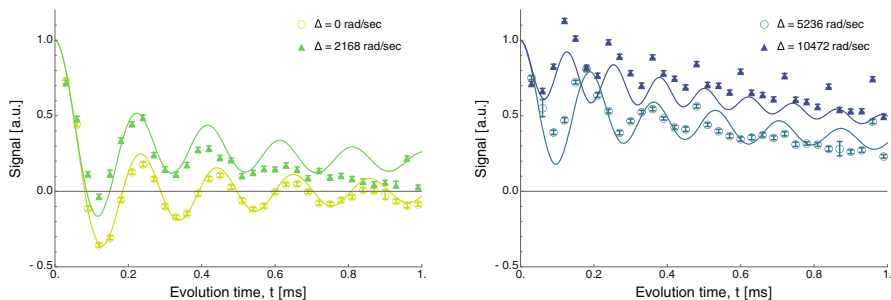 Δ = 0 rad/sec
Δ = 2168 rad/sec
1.0
0.5
0.0
- 0.5
Signal [a.u.]
0. 0.2 0.4 0.6 0.8 1.
Evolution time, t [ms]
Δ = 5236 rad/sec
Δ = 10472 rad/sec
1.0
0.5
0.0
- 0.5
Signal [a.u.]
0. 0.2 0.4 0.6 0.8 1.
Evolution time, t [ms]